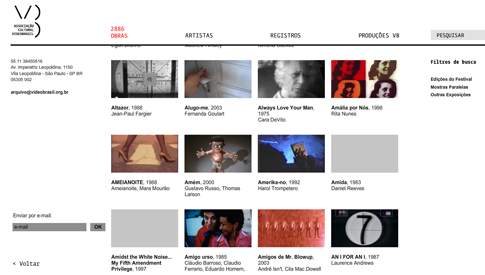 ASSOCIAÇÃO
CULTURAL
VIDEOBRASIL
2886
OBRAS
ARTISTAS
REGISTROS
PRODUÇÕES VB
PESQUISAR
55 11 36450516
Av. Imperatriz Leopoldina, 1150
Vila Leopoldina - São Paulo - SP BR
05305 002
arquivo@videobrasil.org.br
Filtros de busca
Edições do Festival
Mostras Paralelas
Outras Exposições
Altazor, 1988
Jean-Paul Fargier
Alugo-me, 2003
Fernanda Goulart
Always Love Your Man,
1975
Cara DeVito
Amália por Nós, 1998
Rita Nunes
AMEIANOITE, 1988
Ameianoite, Mara Mourão
Amém, 2000
Gustavo Russo, Thomas
Larson
Amerika-no, 1992
Harol Trompetero
Amida, 1983
Daniel Reeves
Enviar por e-mail:
e-mail
OK
< Voltar
7
Amidst the White Noise...
My Fifth Amendment
Privilege, 1997
Amigo urso, 1985
Cláudio Barroso, Claudio
Ferrario, Eduardo Homem,
Amigos de Mr. Blowup,
2003
André Isn't, Cila Mac Dowell
AN I FOR AN I, 1987
Laurence Andrews